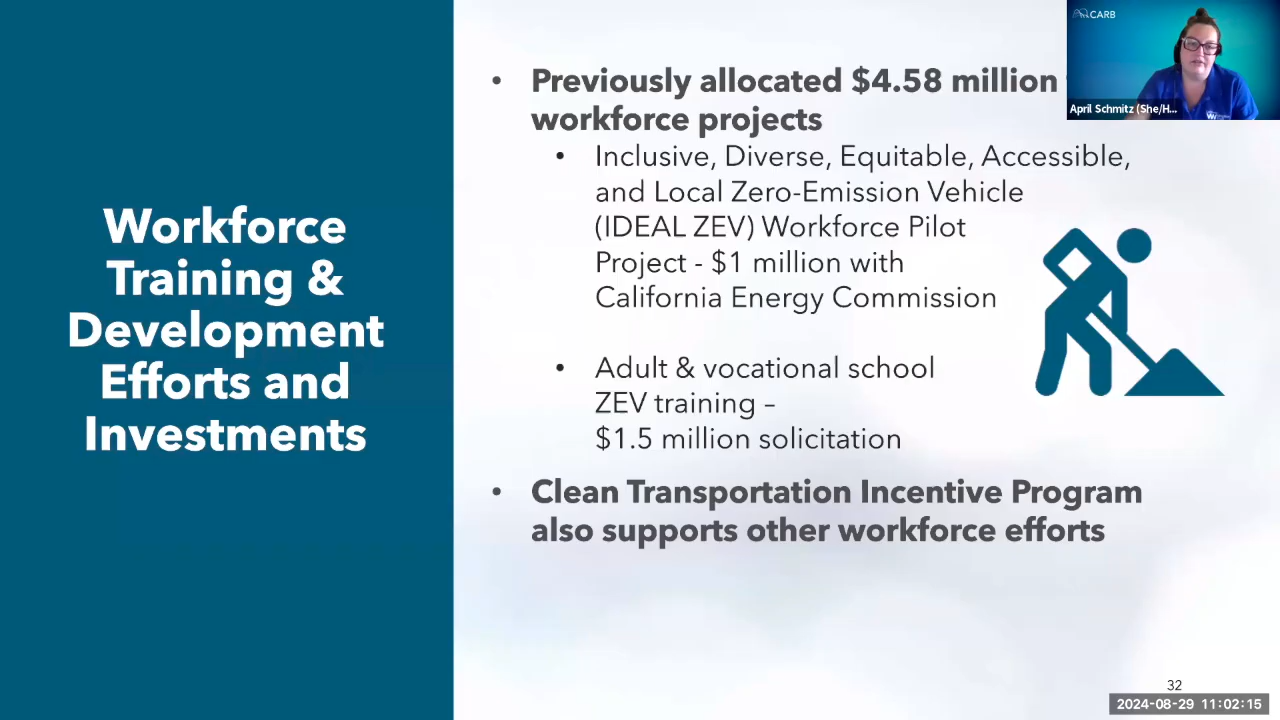 Workforce
Training &
Development
Efforts and
Investments
• Previously allocated $4.58 million
workforce projects
• Inclusive, Diverse, Equitable, Accessible,
and Local Zero-Emission Vehicle
(IDEAL ZEV) Workforce Pilot
Project - $1 million with
California Energy Commission
• Adult & vocational school
ZEV training –
$1.5 million solicitation
• Clean Transportation Incentive Program
also supports other workforce efforts
CARB
April Schmitz (She/H...
32
2024-08-29 11:02:15